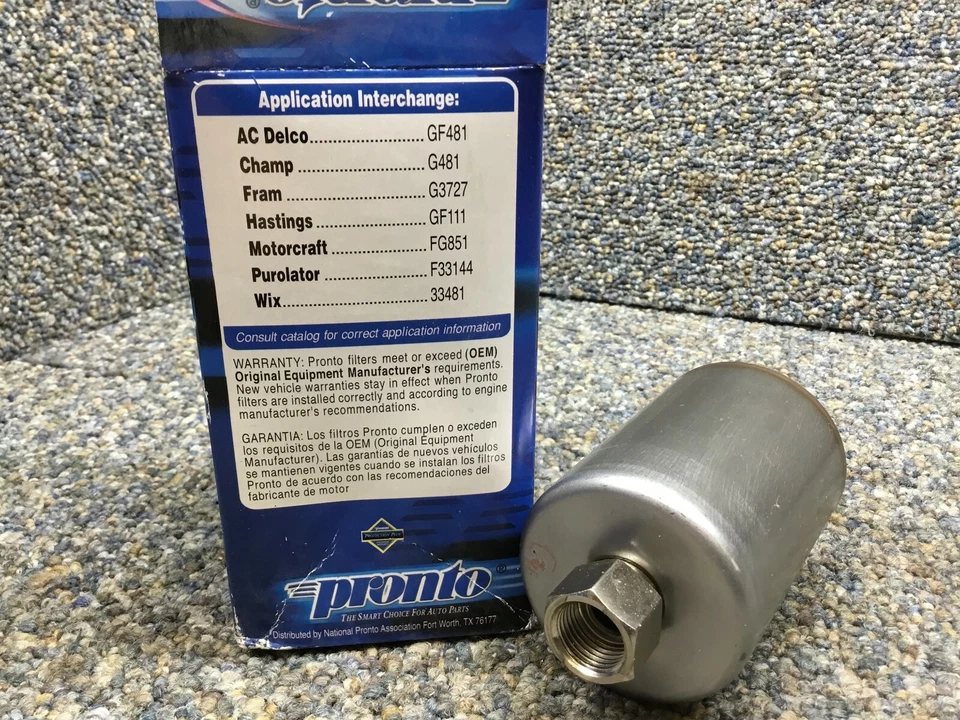 Application Interchange:
AC Delco........................ GF481
Champ ........................... G481
Fram .............................. G3727
Hastings ........................ GF111
Motorcraft .................... FG851
Purolator ...................... F33144
Wix............................... 33481
Consult catalog for correct application information
WARRANTY: Pronto filters meet or exceed (OEM)
Original Equipment Manufacturer's requirements.
New vehicle warranties stay in effect when Pronto
filters are installed correctly and according to engine
manufacturer's recommendations.
GARANTIA: Los filtros Pronto cumplen o exceden
los requisitos de la OEM (Original Equipment
Manufacturer). Las garantias de nuevos vehículos
se mantienen vigentes cuando se instalan los filtros
Pronto de acuerdo con las recomendaciones del
fabricante de motor
PROTECTION PLUS
pronto®
THE SMART CHOICE FOR AUTO PARTS
Distributed by National Pronto Association Fort Worth, TX 76177